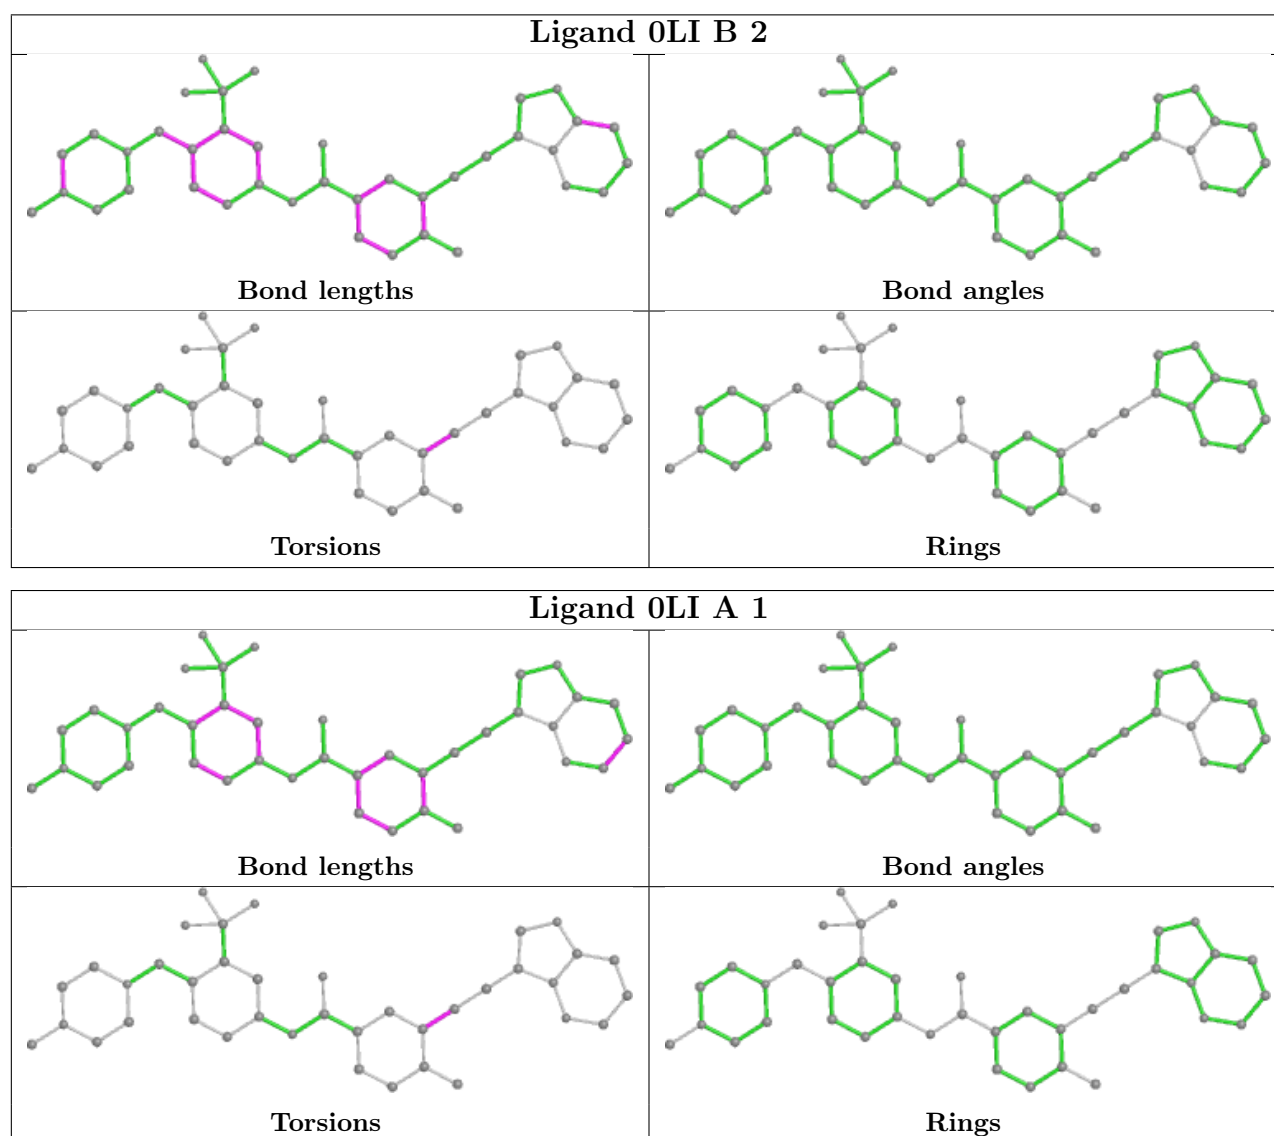 Ligand 0LI B 2
Bond lengths
Bond angles
Torsions
Rings
Ligand 0LI A 1
Bond lengths
Bond angles
Torsions
Rings